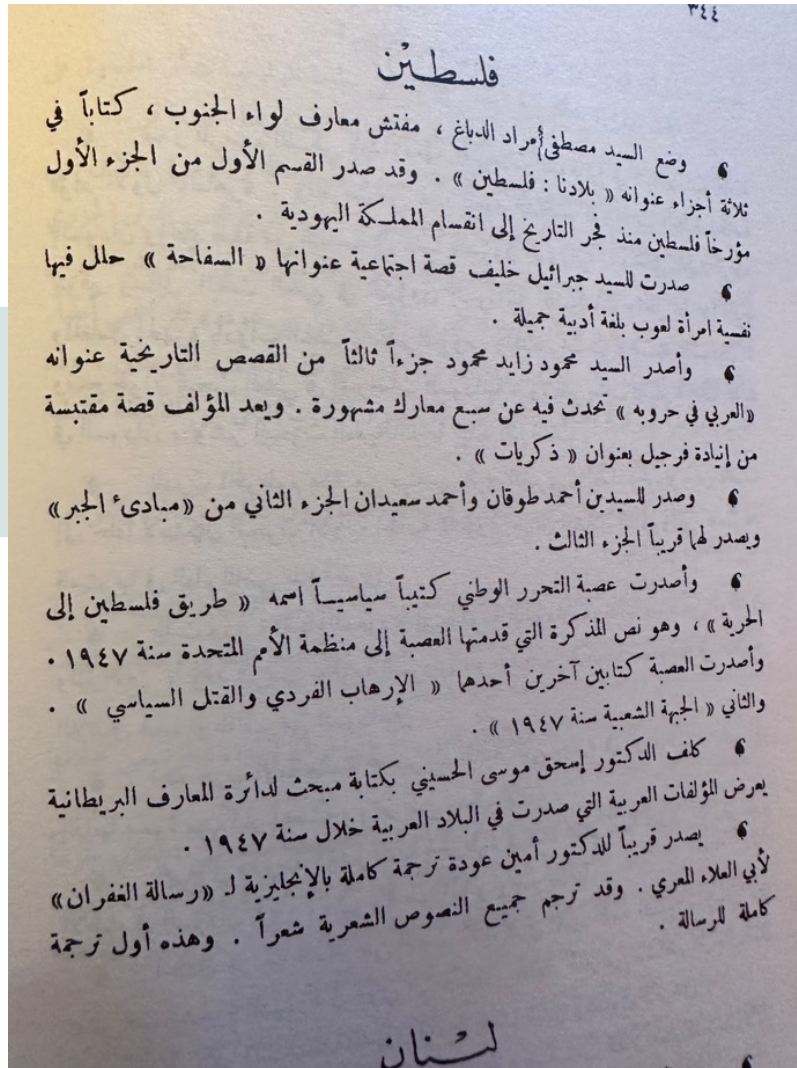 ٣٤٤
فلسطين
وضع السيد مصطفى مراد الدباغ ، مفتش معارف لواء الجنوب ، كتاباً في
ثلاثة أجزاء عنوانه « بلادنا : فلسطين » . وقد صدر القسم الأول من الجزء الأول
مؤرخاً فلسطين منذ فجر التاريخ إلى انقسام المملكة اليهودية .
صدرت للسيد جبرائيل خليف قصة اجتماعية عنوانها « السفاحة » حلل فيها
نفسية امرأة لعوب بلغة أدبية جميلة .
وأصدر السيد محمود زايد محمود جزءاً ثالثاً من القصص التاريخية عنوانه
«العربي في حروبه » تحدث فيه عن سبع معارك مشهورة . ويعد المؤلف قصة مقتبسة
من إنيادة فرجيل بعنوان « ذكريات » .
وصدر للسيدين أحمد طوقان وأحمد سعيدان الجزء الثاني من «مبادىء الجبر»
ويصدر لهما قريباً الجزء الثالث .
وأصدرت عصبة التحرر الوطني كتيباً سياسيـاً اسمه « طريق فلسطين إلى
الحرية » ، وهو نص المذكرة التي قدمتها العصبة إلى منظمة الأمم المتحدة سنة ١٩٤٧ .
وأصدرت العصبة كتابين آخرين أحدهما « الإرهاب الفردي والقتل السياسي » .
والثاني « الجبهة الشعبية سنة ١٩٤٧ » .
كلف الدكتور إسحق موسى الحسيني بكتابة مبحث لدائرة المعارف البريطانية
يعرض المؤلفات العربية التي صدرت في البلاد العربية خلال سنة ١٩٤٧ .
يصدر قريباً للدكتور أمين عودة ترجمة كاملة بالإنجليزية لـ «رسالة الغفران»
لأبي العلاء المعري . وقد ترجم جميع النصوص الشعرية شعراً . وهذه أول ترجمة
كاملة للرسالة .
لبنان